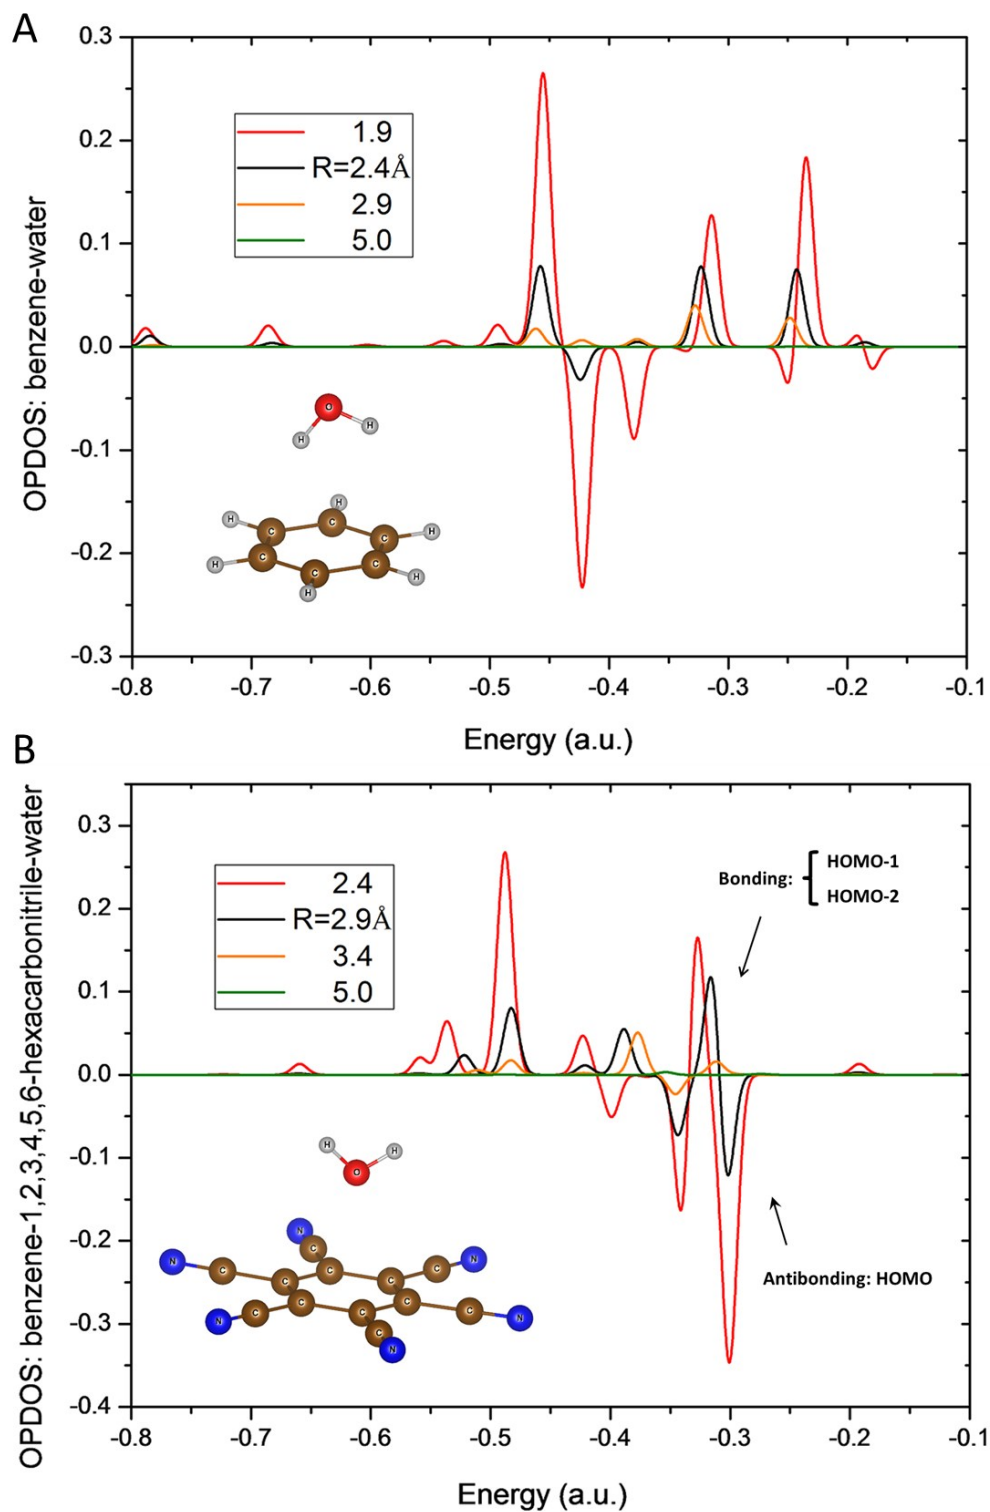 A
OPDOS: benzene-water
0.3
0.2
0.1
0.0
-0.1
-0.2
-0.3
1.9
R=2.4Å
2.9
5.0
O
H
H
H
H
C
C
C
H
H
C
C
C
H
H
-0.8
-0.7
-0.6
-0.5
-0.4
-0.3
-0.2
-0.1
Energy (a.u.)
B
OPDOS: benzene-1,2,3,4,5,6-hexacarbonitrile-water
0.3
0.2
0.1
0.0
-0.1
-0.2
-0.3
-0.4
2.4
R=2.9Å
3.4
5.0
Bonding:
HOMO-1
HOMO-2
Antibonding: HOMO
H
H
O
N
C
N
C
C
C
N
C
C
C
C
C
C
C
N
C
N
N
-0.8
-0.7
-0.6
-0.5
-0.4
-0.3
-0.2
-0.1
Energy (a.u.)